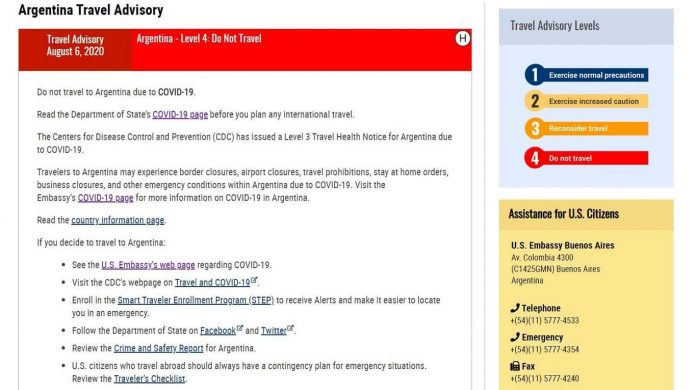 Argentina Travel Advisory
Travel Advisory
August 6, 2020
Argentina - Level 4: Do Not Travel
H
Do not travel to Argentina due to COVID-19.
Read the Department of State's COVID-19 page before you plan any international travel.
The Centers for Disease Control and Prevention (CDC) has issued a Level 3 Travel Health Notice for Argentina due
to COVID-19.
Travelers to Argentina may experience border closures, airport closures, travel prohibitions, stay at home orders,
business closures, and other emergency conditions within Argentina due to COVID-19. Visit the
Embassy's COVID-19 page for more information on COVID-19 in Argentina.
Read the country information page.
If you decide to travel to Argentina:
• See the U.S. Embassy's web page regarding COVID-19.
• Visit the CDC's webpage on Travel and COVID-19.
• Enroll in the Smart Traveler Enrollment Program (STEP) to receive Alerts and make it easier to locate
you in an emergency.
• Follow the Department of State on Facebook and Twitter.
• Review the Crime and Safety Report for Argentina.
• U.S. citizens who travel abroad should always have a contingency plan for emergency situations.
Review the Traveler's Checklist.
Travel Advisory Levels
1 Exercise normal precautions
2 Exercise increased caution
3 Reconsider travel
4 Do not travel
Assistance for U.S. Citizens
U.S. Embassy Buenos Aires
Av. Colombia 4300
(C1425GMN) Buenos Aires
Argentina
Telephone
+(54)(11) 5777-4533
Emergency
+(54)(11) 5777-4354
Fax
+(54)(11) 5777-4240